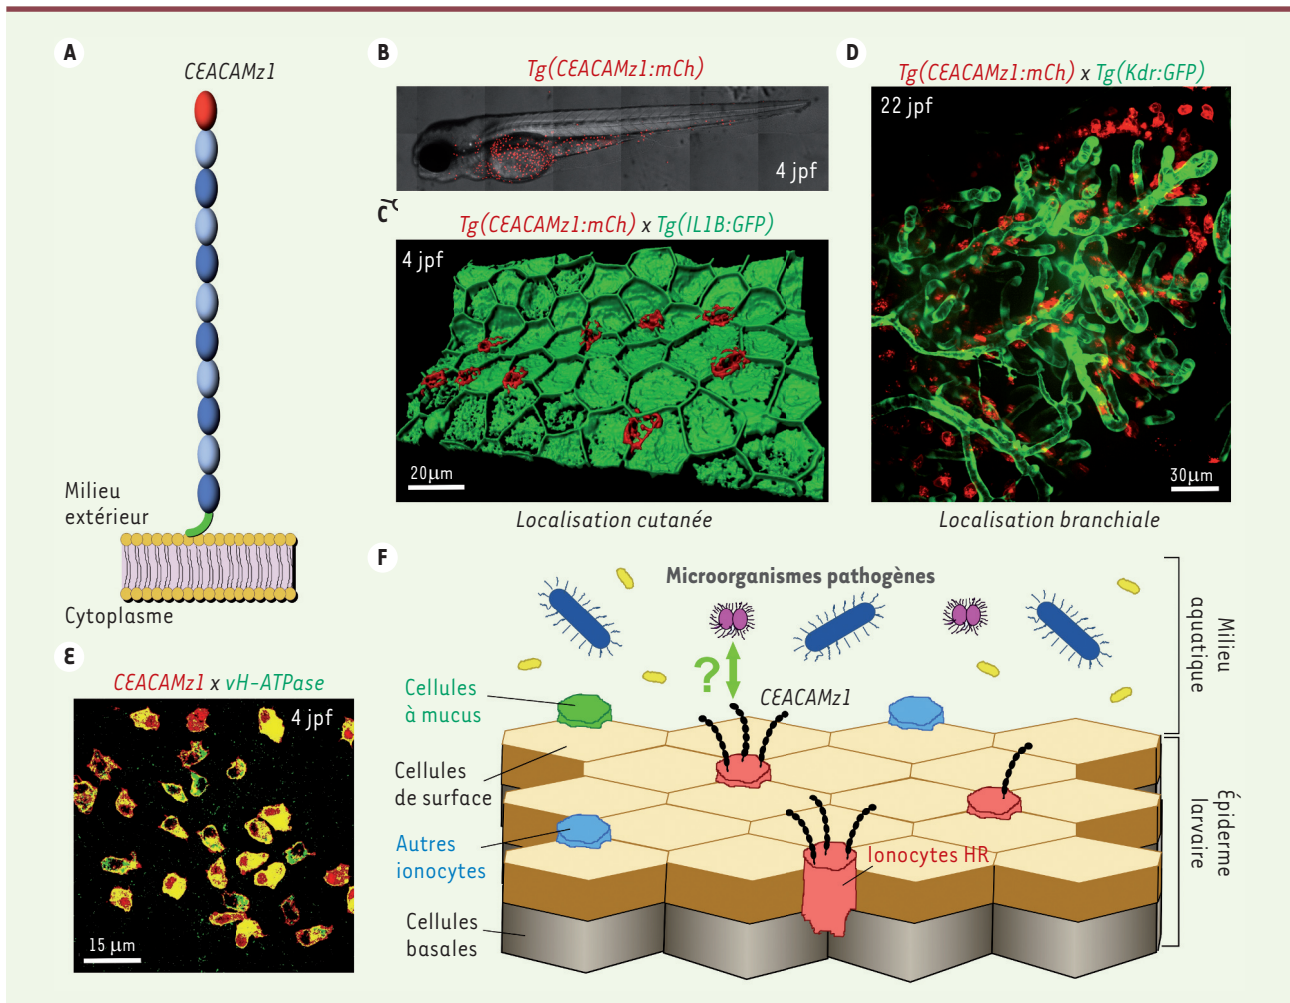 A
CEACAMz1
Milieu
extérieur
Cytoplasme
B
Tg(CEACAMz1:mCh)
4 jpf
C
Tg(CEACAMz1:mCh) x Tg(IL1B:GFP)
4 jpf
20µm
Localisation cutanée
D
Tg(CEACAMz1:mCh) x Tg(Kdr:GFP)
22 jpf
30µm
Localisation branchiale
E
CEACAMz1 x vH-ATPase
4 jpf
15 µm
F
Microorganismes pathogènes
?
CEACAMz1
Cellules
à mucus
Cellules
de surface
Autres
ionocytes
Ionocytes HR
Cellules
basales
Milieu
aquatique
Épiderme
larvaire